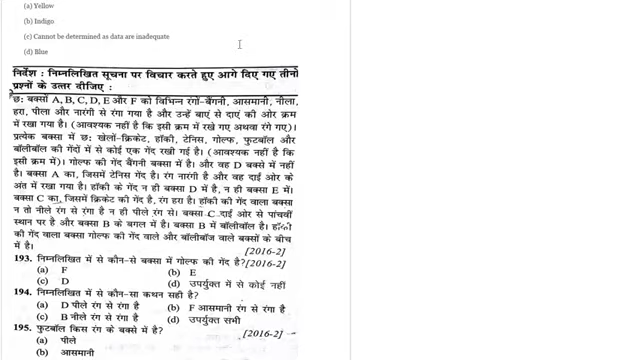 (a) Yellow
(b) Indigo
(c) Cannot be determined as data are inadequate
(d) Blue
निर्देश : निम्नलिखित सूचना पर विचार करते हुए आगे दिए गए तीनो
प्रश्नों के उत्तर दीजिए :
छः बक्सों A, B, C, D, E और F को विभिन्न रंगों-बैंगनी, आसमानी, नीला,
हरा, पीला और नारंगी से रंगा गया है और उन्हें बाएं से दाएं की ओर क्रम
में रखा गया है। (आवश्यक नहीं है कि इसी क्रम में रखे गए अथवा रंगे गए)।
प्रत्येक बक्सा में छः खेलों-क्रिकेट, हॉकी, टेनिस, गोल्फ, फुटबॉल और
बॉलीबॉल की गेंदों में से कोई एक गेंद रखी गई है। (आवश्यक नहीं है कि
इसी क्रम में)। गोल्फ की गेंद बैंगनी बक्सा में है। और वह D बक्से में नहीं
है। बक्सा A का, जिसमें टेनिस गेंद है। रंग नारंगी है और वह दाईं ओर के
अंत में रखा गया है। हॉकी के गेंद न ही बक्सा D में है, न ही बक्सा E में।
बक्सा C का, जिसमें क्रिकेट की गेंद है, रंग हरा है। हॉकी की गेंद वाला बक्सा
न तो नीले रंग से रंगा है न ही पीले रंग से। बक्सा C दाईं ओर से पांचवीं
स्थान पर है और बक्सा B के बगल में है। बक्सा B में बॉलीवॉल है। हॉकी
की गेंद वाला बक्सा गोल्फ की गेंद वाले और बॉलीबॉज वाले बक्सों के बीच
में है। [2016-2]
193. निम्नलिखित में से कौन-से बक्सा में गोल्फ की गेंद है? [2016-2]
(a) F (b) E
(c) D (d) उपर्युक्त में से कोई नहीं
194. निम्नलिखित में से कौन-सा कथन सही है?
(a) D पीले रंग से रंगा है (b) F आसमानी रंग से रंगा है
(c) B नीले रंग से रंगा है (d) उपर्युक्त सभी
195. फुटबॉल किस रंग के बक्से में है? [2016-2]
(a) पीले
(b) आसमानी